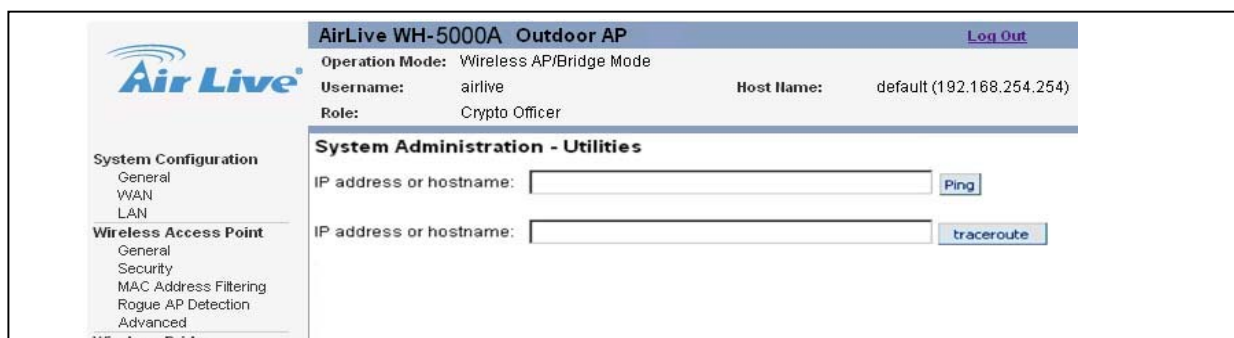 Air Live
AirLive WH-5000A Outdoor AP
Log Out
Operation Mode: Wireless AP/Bridge Mode
Username: airlive
Host Name: default (192.168.254.254)
Role: Crypto Officer
System Configuration
General
WAN
LAN
Wireless Access Point
General
Security
MAC Address Filtering
Rogue AP Detection
Advanced
System Administration - Utilities
IP address or hostname:
Ping
IP address or hostname:
traceroute